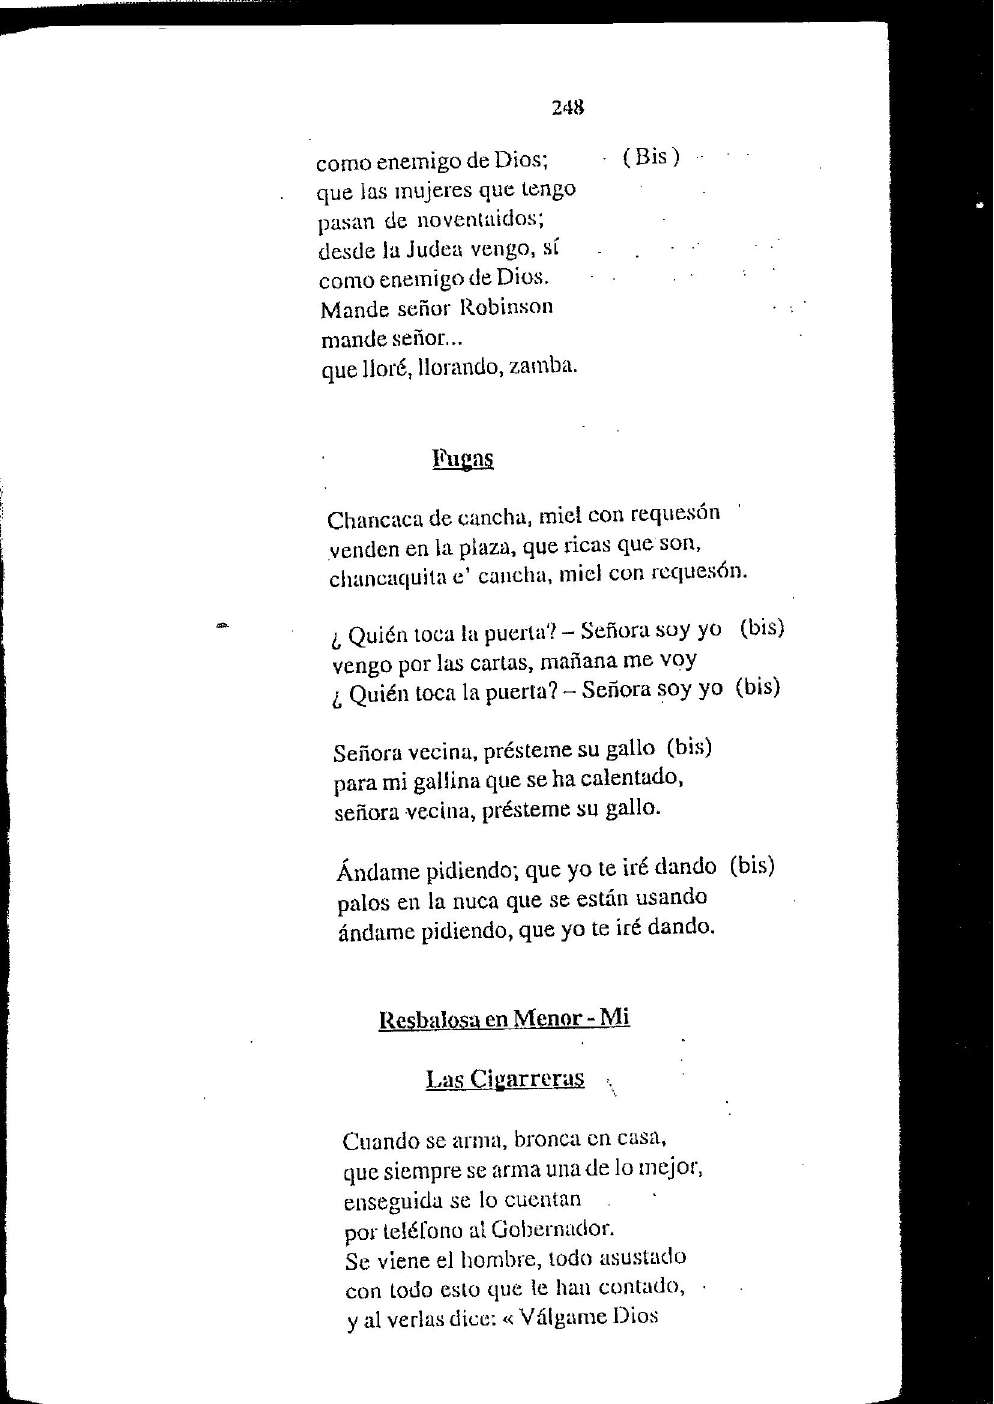 248
como enemigo de Dios; (Bis)
que las mujeres que tengo
pasan de noventaidos;
desde la Judea vengo, sí
como enemigo de Dios.
Mande señor Robinson
mande señor...
que lloré, llorando, zamba.
Fugas
Chancaca de cancha, miel con requesón
venden en la plaza, que ricas que son,
chancaquita e' cancha, miel con requesón.
¿ Quién toca la puerta? – Señora soy yo (bis)
vengo por las cartas, mañana me voy
¿ Quién toca la puerta? – Señora soy yo (bis)
Señora vecina, présteme su gallo (bis)
para mi gallina que se ha calentado,
señora vecina, présteme su gallo.
Ándame pidiendo; que yo te iré dando (bis)
palos en la nuca que se están usando
ándame pidiendo, que yo te iré dando.
Resbalosa en Menor - Mi
Las Cigarreras
Cuando se arma, bronca en casa,
que siempre se arma una de lo mejor,
enseguida se lo cuentan
por teléfono al Gobernador.
Se viene el hombre, todo asustado
con todo esto que le han contado,
y al verlas dice: « Válgame Dios